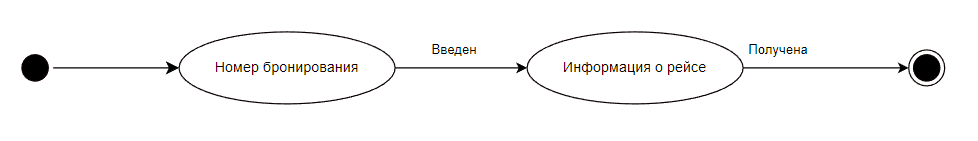 Номер бронирования
Введен
Информация о рейсе
Получена